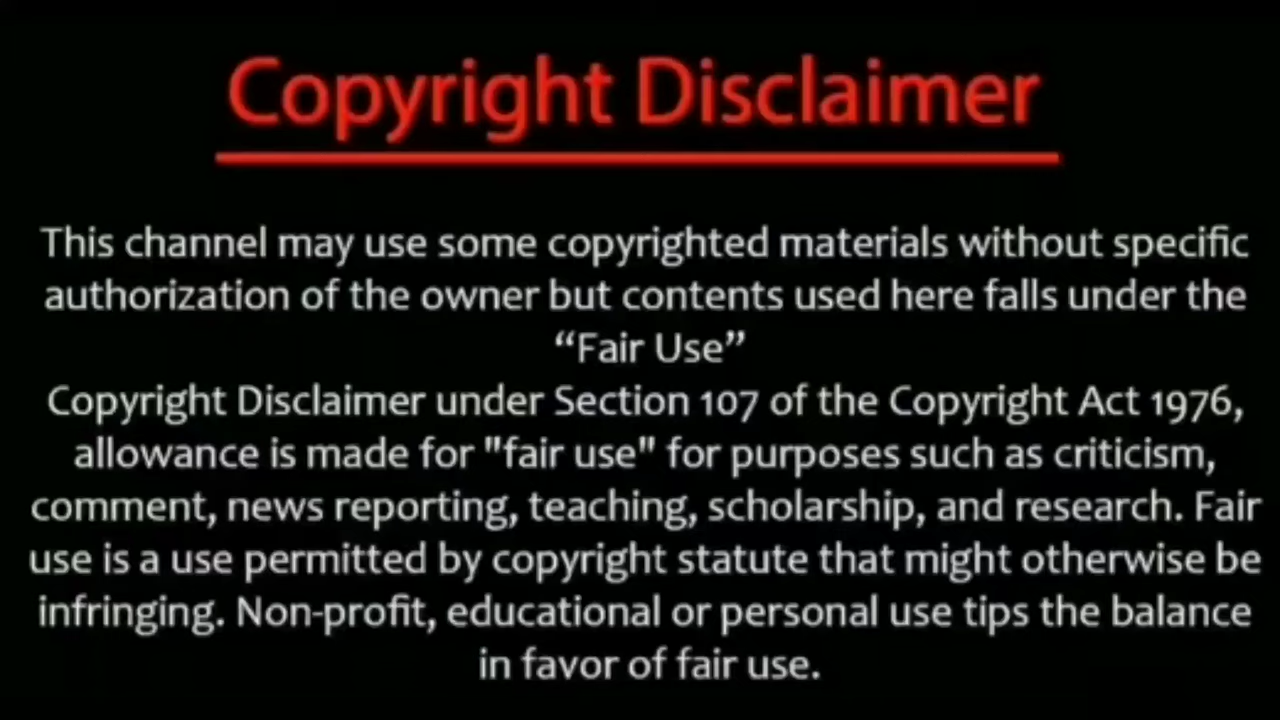 Copyright Disclaimer
This channel may use some copyrighted materials without specific
authorization of the owner but contents used here falls under the
“Fair Use”
Copyright Disclaimer under Section 107 of the Copyright Act 1976,
allowance is made for "fair use" for purposes such as criticism,
comment, news reporting, teaching, scholarship, and research. Fair
use is a use permitted by copyright statute that might otherwise be
infringing. Non-profit, educational or personal use tips the balance
in favor of fair use.